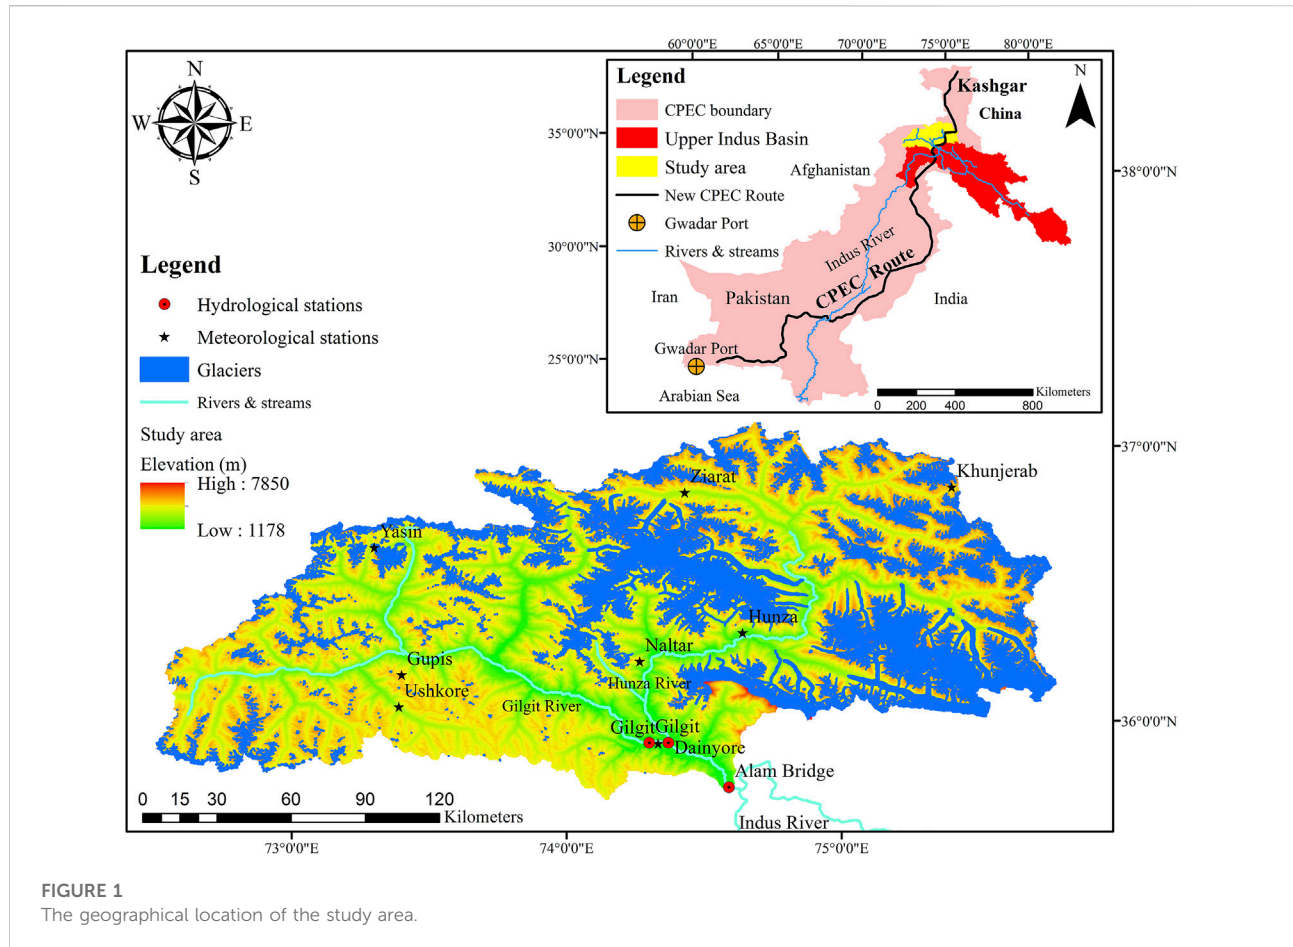 60°0'0"E 65°0'0"E 70°0'0"E 75°0'0"E 80°0'0"E
N
W E
S
Legend
CPEC boundary
Upper Indus Basin
Study area
New CPEC Route
Gwadar Port
Rivers & streams
N
Kashgar
China
Afghanistan
Indus River
CPEC Route
Iran
Pakistan
India
Gwadar Port
Arabian Sea
Kilometers
0 200 400 800
35°0'0"N
30°0'0"N
25°0'0"N
38°0'0"N
37°0'0"N
36°0'0"N
Legend
Hydrological stations
Meteorological stations
Glaciers
Rivers & streams
Study area
Elevation (m)
High : 7850
Low : 1178
Ziarat
Khunjerab
Yasin
Hunza
Naltar
Gupis
Ushkore
Hunza River
Gilgit River
Gilgit Gilgit
Dainyore
Alam Bridge
Indus River
0 15 30 60 90 120
Kilometers
73°0'0"E 74°0'0"E 75°0'0"E
FIGURE 1
The geographical location of the study area.